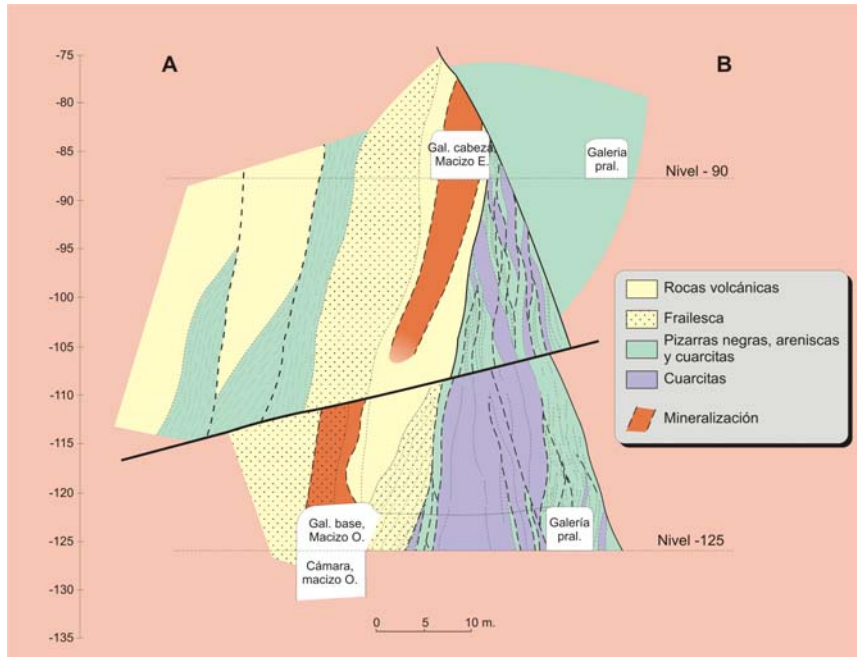 -75
-80
-85
-90
-95
-100
-105
-110
-115
-120
-125
-130
-135
A
B
Gal. cabeza,
Macizo E.
Galeria
pral.
Nivel - 90
Rocas volcánicas
Frailesca
Pizarras negras, areniscas
y cuarcitas
Cuarcitas
Mineralización
Gal. base,
Macizo O.
Cámara,
macizo O.
Galería
pral.
Nivel -125
0 5 10 m.